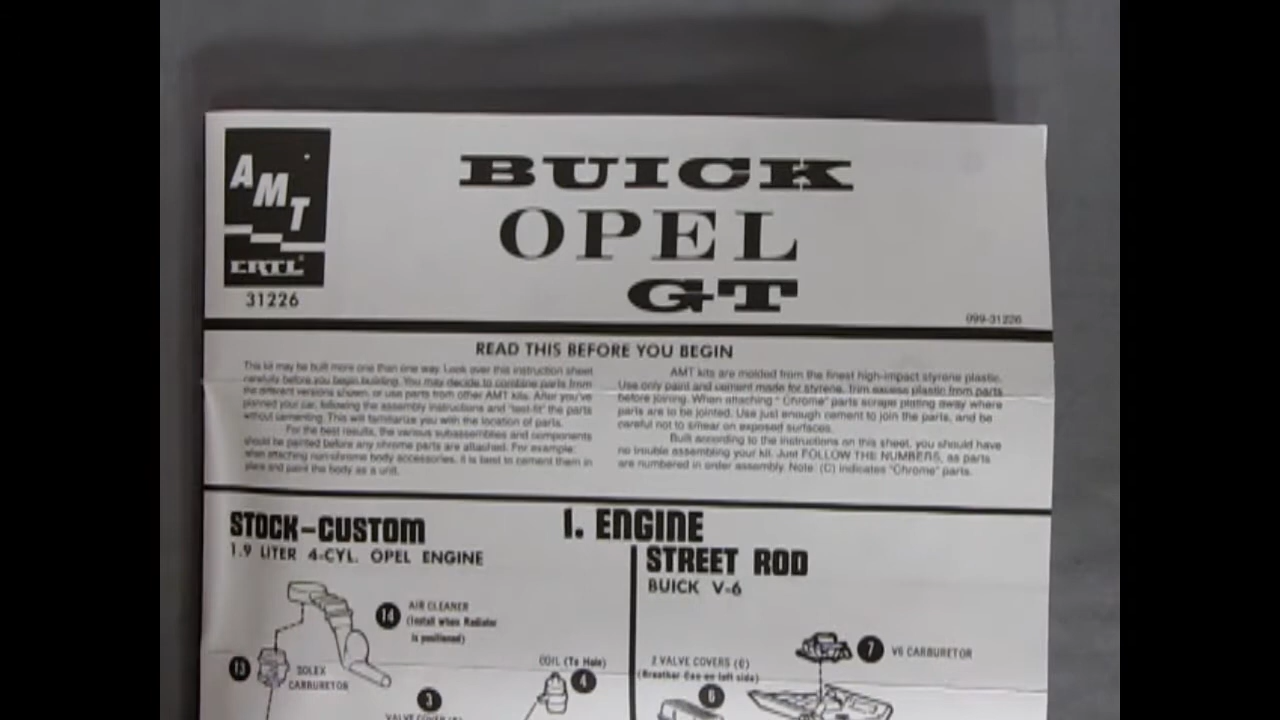 AMT
ERTL®
31226
BUICK
OPEL
GT
099-31226
READ THIS BEFORE YOU BEGIN
This kit may be built more one than one way. Look over this instruction sheet
carefully before you begin building. You may decide to combine parts from
the different versions shown, or use parts from other AMT kits. After you've
planned your car, following the assembly instructions and "test-fit" the parts
without cementing. This will familiarize you with the location of parts.
For the best results, the various subassemblies and components
should be painted before any chrome parts are attached. For example:
when attaching non-chrome body accessories, it is best to cement them in
place and paint the body as a unit.
AMT kits are molded from the finest high-impact styrene plastic.
Use only paint and cement made for styrene, trim excess plastic from parts
before joining. When attaching "Chrome" parts scrape plating away where
parts are to be jointed. Use just enough cement to join the parts, and be
careful not to smear on exposed surfaces.
Built according to the instructions on this sheet, you should have
no trouble assembling your kit. Just FOLLOW THE NUMBERS, as parts
are numbered in order assembly. Note: (C) indicates "Chrome" parts.
1. ENGINE
STOCK-CUSTOM
1.9 LITER 4-CYL. OPEL ENGINE
14 AIR CLEANER
(Install when Radiator
is positioned)
13 SOLEX
CARBURETOR
COIL (To Hole)
4
3
VALVE COVER
STREET ROD
BUICK V-6
7 V6 CARBURETOR
2 VALVE COVERS (C)
(Breather Cap on left side)
6